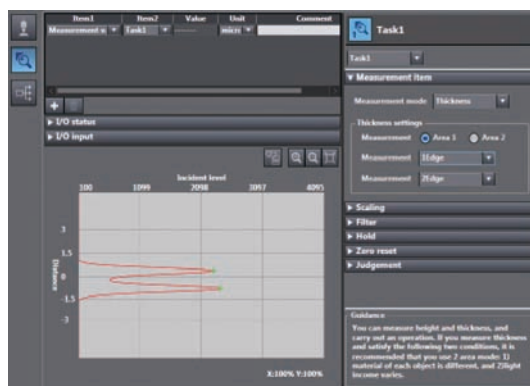 Item1 Item2 Value Unit Comment
Measurement v Task1 ------ micro
I/O status
I/O input
Incident level
100 1099 2098 3097 4095
Distance
3
1.5
0
-1.5
-3
X:100% Y:100%
Task1
Task1
Measurement item
Measurement mode Thickness
Thickness settings
Measurement Area 1 Area 2
Measurement 1Edge
Measurement 2Edge
Scaling
Filter
Hold
Zero reset
Judgement
Guidance
You can measure height and thickness, and
carry out an operation. If you measure thickness
and satisfy the following two conditions, it is
recommended that you use 2 area mode: 1)
material of each object is different, and 2)light
income varies.